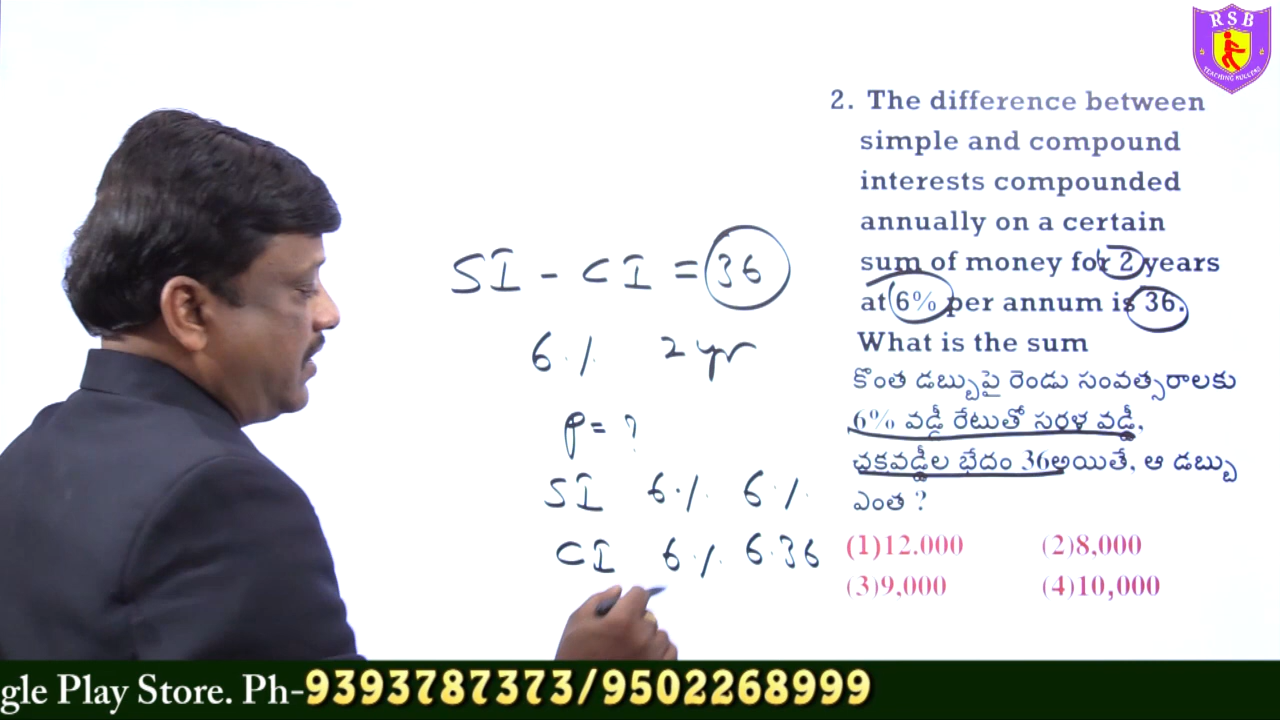 RSB
TEACHING BULLERS
2. The difference between
simple and compound
interests compounded
annually on a certain
sum of money for 2 years
at 6% per annum is 36.
What is the sum
కొంత డబ్బుపై రెండు సంవత్సరాలకు
6% వడ్డీ రేటుతో సరళ వడ్డీ,
చక్రవడ్డీల భేదం 36అయితే, ఆ డబ్బు
ఎంత ?
(1)12.000 (2)8,000
(3)9,000 (4)10,000
SI - CI = 36
6% 2 yr
P = ?
SI 6% 6%
CI 6% 6.36
gle Play Store. Ph-9393787373/9502268999